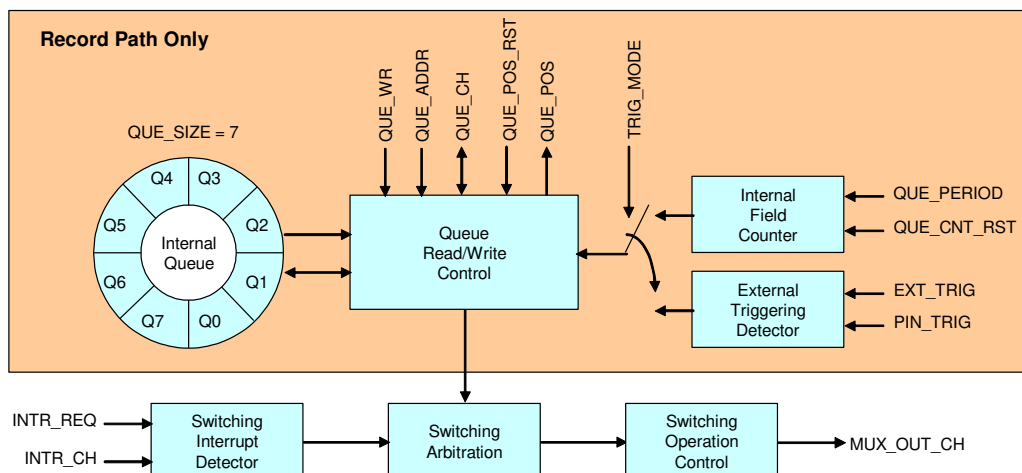 Record Path Only
QUE_WR
QUE_ADDR
QUE_CH
QUE_POS_RST
QUE_POS
TRIG_MODE
QUE_SIZE = 7
Q4
Q3
Q5
Q2
Q6
Q1
Q7
Q0
Internal
Queue
Queue
Read/Write
Control
Internal
Field
Counter
QUE_PERIOD
QUE_CNT_RST
External
Triggering
Detector
EXT_TRIG
PIN_TRIG
INTR_REQ
INTR_CH
Switching
Interrupt
Detector
Switching
Arbitration
Switching
Operation
Control
MUX_OUT_CH